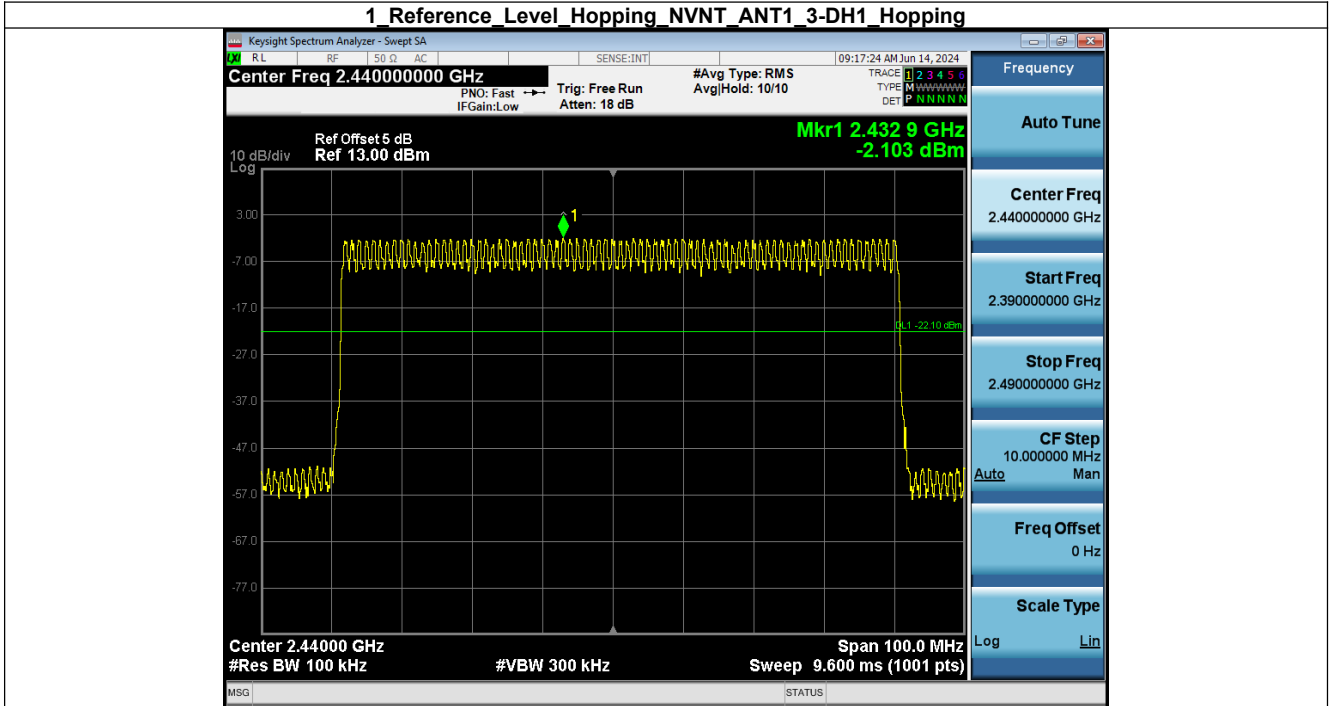 1_Reference_Level_Hopping_NVNT_ANT1_3-DH1_Hopping
Keysight Spectrum Analyzer - Swept SA
LXI RL RF 50 Ω AC SENSE:INT 09:17:24 AM Jun 14, 2024
Center Freq 2.440000000 GHz
PNO: Fast
IFGain:Low
Trig: Free Run
Atten: 18 dB
#Avg Type: RMS
Avg|Hold: 10/10
TRACE 1 2 3 4 5 6
TYPE M W W W W W
DET P N N N N N
Mkr1 2.432 9 GHz
-2.103 dBm
Ref Offset 5 dB
10 dB/div Ref 13.00 dBm
Log
3.00
-7.00
-17.0
-27.0
-37.0
-47.0
-57.0
-67.0
-77.0
1
DL1 -22.10 dBm
Center 2.44000 GHz Span 100.0 MHz
#Res BW 100 kHz #VBW 300 kHz Sweep 9.600 ms (1001 pts)
MSG STATUS
Frequency
Auto Tune
Center Freq
2.440000000 GHz
Start Freq
2.390000000 GHz
Stop Freq
2.490000000 GHz
CF Step
10.000000 MHz
Auto Man
Freq Offset
0 Hz
Scale Type
Log Lin